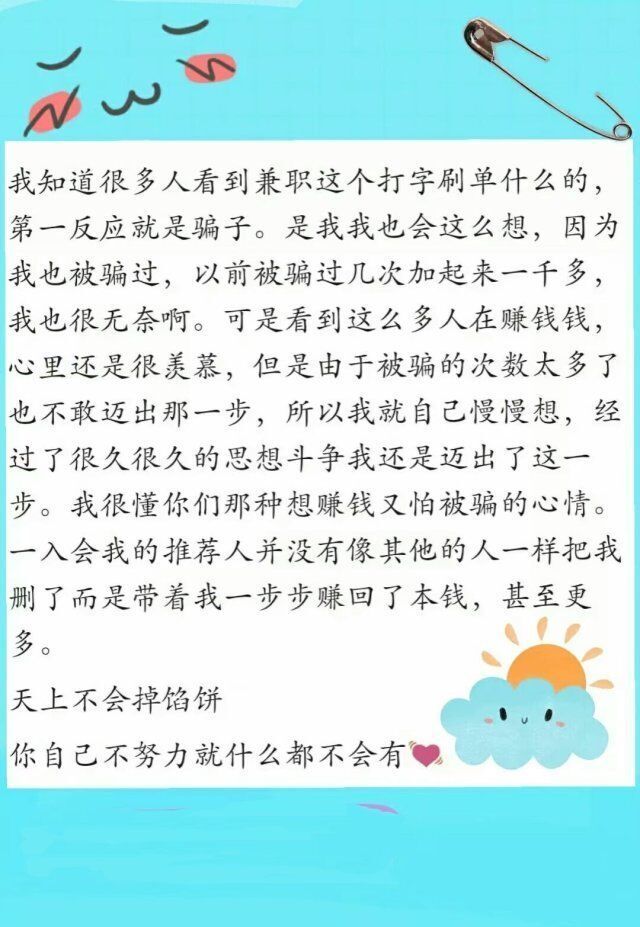 我知道很多人看到兼职这个打字刷单什么的，
第一反应就是骗子。是我我也会这么想，因为
我也被骗过，以前被骗过几次加起来一千多，
我也很无奈啊。可是看到这么多人在赚钱钱，
心里还是很羡慕，但是由于被骗的次数太多了
也不敢迈出那一步，所以我就自己慢慢想，经
过了很久很久的思想斗争我还是迈出了这一
步。我很懂你们那种想赚钱又怕被骗的心情。
一入会我的推荐人并没有像其他的人一样把我
删了而是带着我一步步赚回了本钱，甚至更
多。
天上不会掉馅饼
你自己不努力就什么都不会有